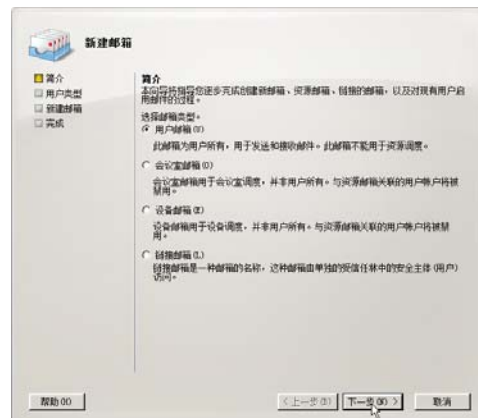 新建邮箱
简介
用户类型
新建邮箱
完成
简介
本向导将指导您逐步完成创建新邮箱、资源邮箱、链接的邮箱，以及对现有用户启
用邮件的过程。
选择邮箱类型。
用户邮箱(U)
此邮箱为用户所有，用于发送和接收邮件。此邮箱不能用于资源调度。
会议室邮箱(O)
会议室邮箱用于会议室调度，并非用户所有。与资源邮箱关联的用户帐户将被
禁用。
设备邮箱(E)
设备邮箱用于设备调度，并非用户所有。与资源邮箱关联的用户帐户将被禁
用。
链接邮箱(L)
链接邮箱是一种邮箱的名称，这种邮箱由单独的受信任林中的安全主体(用户)
访问。
帮助(H)
<上一步(B)
下一步(N) >
取消